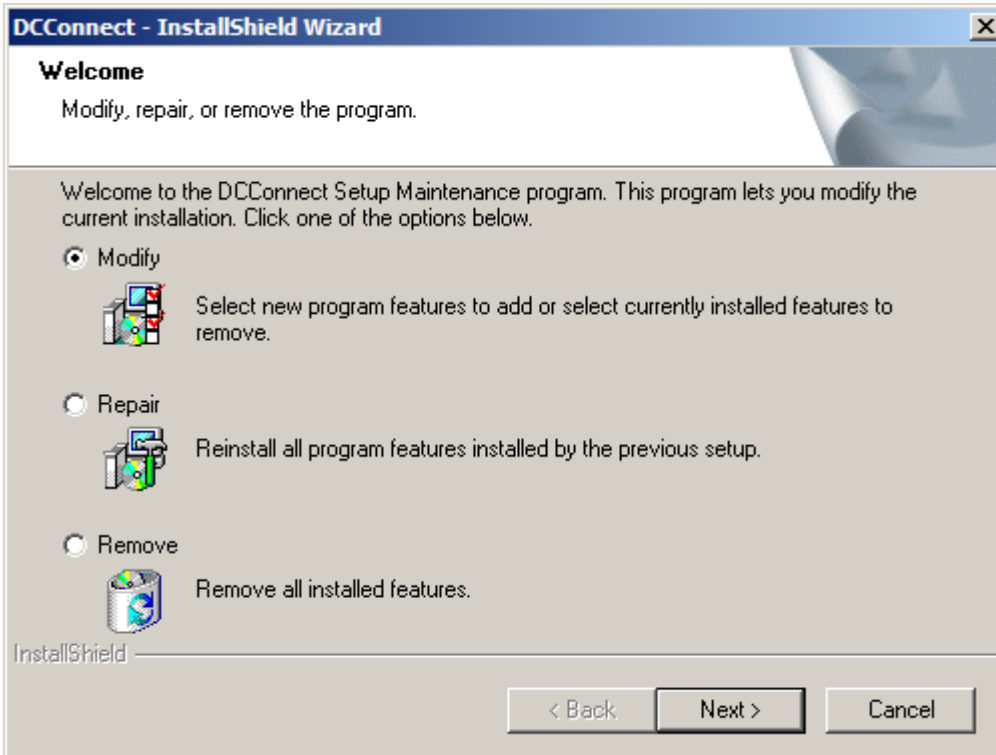 DCConnect - InstallShield Wizard
Welcome
Modify, repair, or remove the program.
Welcome to the DCConnect Setup Maintenance program. This program lets you modify the
current installation. Click one of the options below.
Modify
Select new program features to add or select currently installed features to
remove.
Repair
Reinstall all program features installed by the previous setup.
Remove
Remove all installed features.
InstallShield
< Back
Next >
Cancel